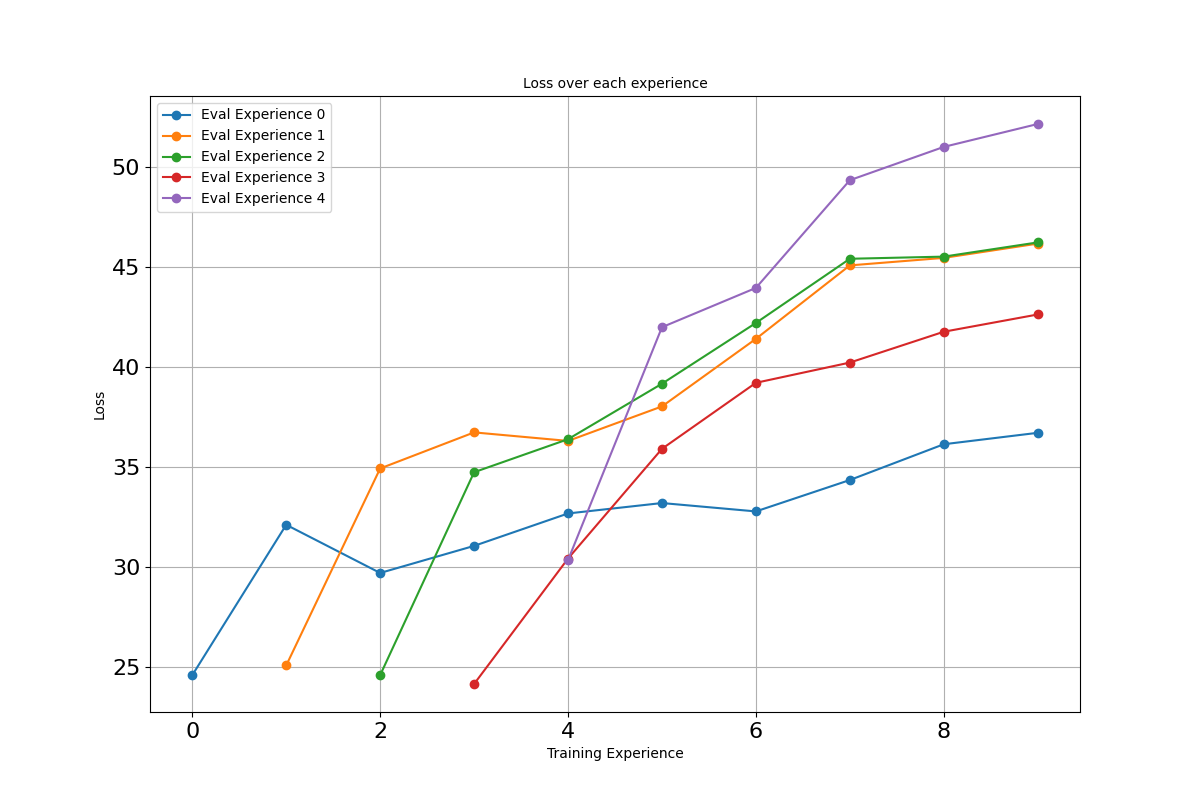 Loss over each experience
Eval Experience 0
Eval Experience 1
Eval Experience 2
Eval Experience 3
Eval Experience 4
50
45
40
35
30
25
Loss
0 2 4 6 8
Training Experience